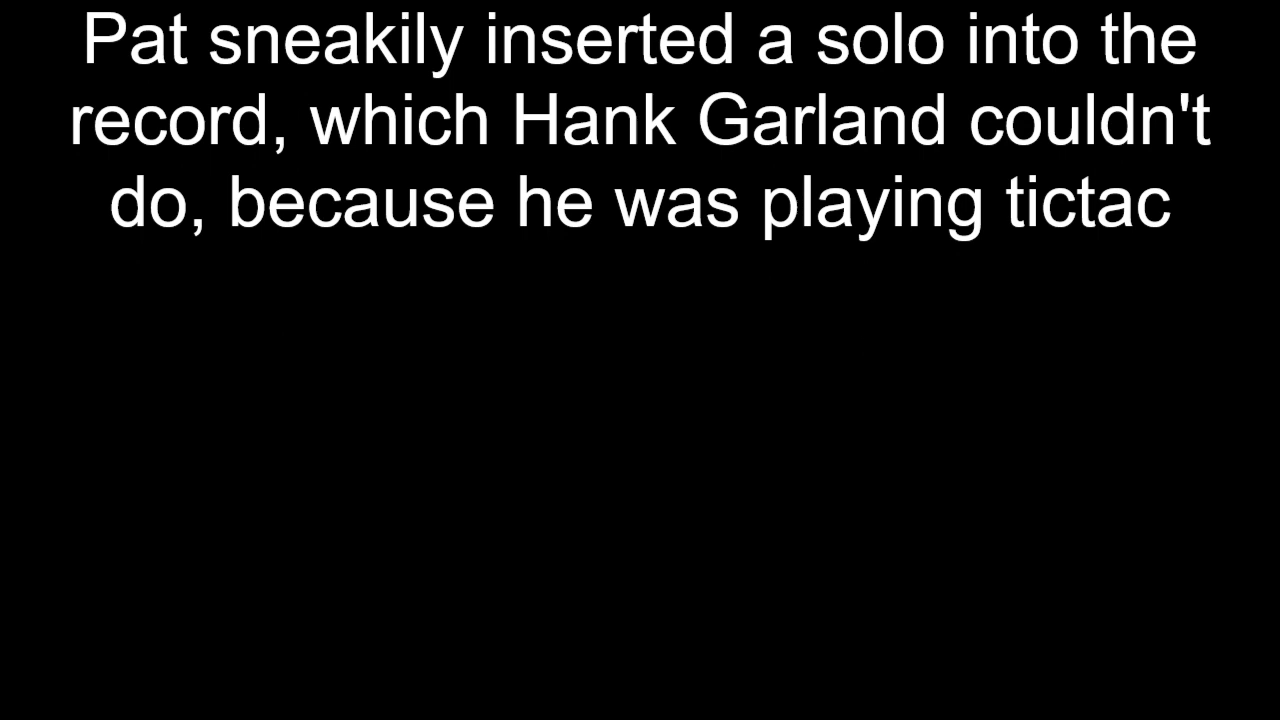 Pat sneakily inserted a solo into the
record, which Hank Garland couldn't
do, because he was playing tictac